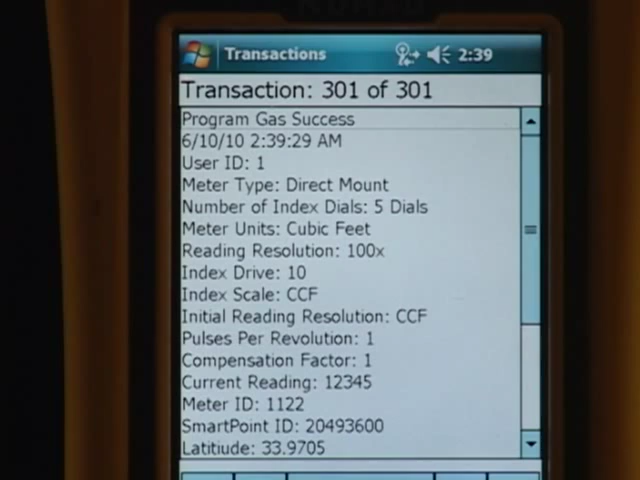 NOMAD
Transactions 2:39
Transaction: 301 of 301
Program Gas Success
6/10/10 2:39:29 AM
User ID: 1
Meter Type: Direct Mount
Number of Index Dials: 5 Dials
Meter Units: Cubic Feet
Reading Resolution: 100x
Index Drive: 10
Index Scale: CCF
Initial Reading Resolution: CCF
Pulses Per Revolution: 1
Compensation Factor: 1
Current Reading: 12345
Meter ID: 1122
SmartPoint ID: 20493600
Latitiude: 33.9705